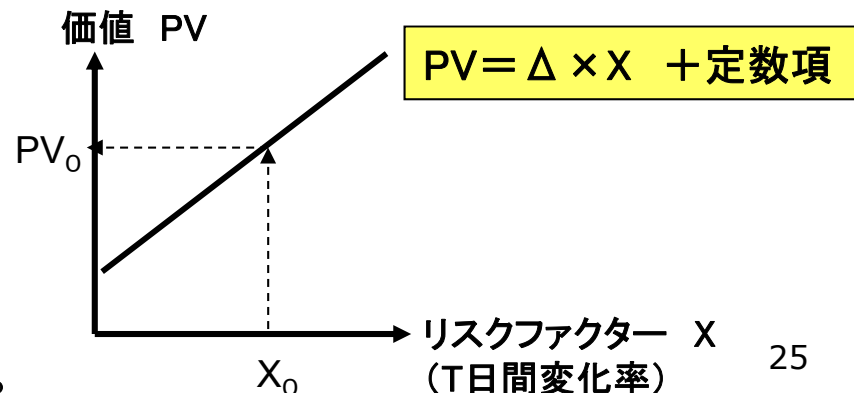 価値 PV
PV=Δ×X +定数項
PV₀
リスクファクター X
(T日間変化率)
X₀
25